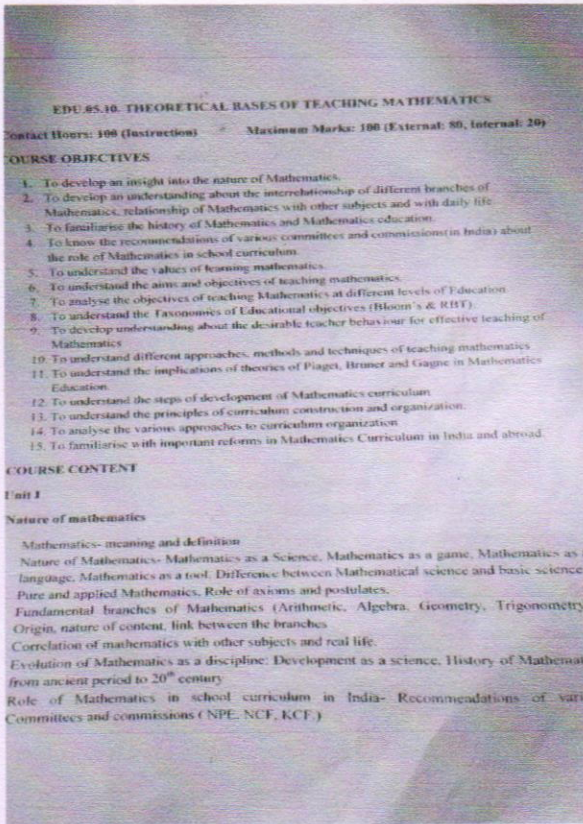 EDU.05.10. THEORETICAL BASES OF TEACHING MATHEMATICS
Contact Hours: 100 (Instruction) Maximum Marks: 100 (External: 80, Internal: 20)
OURSE OBJECTIVES
1. To develop an insight into the nature of Mathematics.
2. To develop an understanding about the interrelationship of different branches of
Mathematics, relationship of Mathematics with other subjects and with daily life
3. To familiarise the history of Mathematics and Mathematics education.
4. To know the recommendations of various committees and commissions(in India) about
the role of Mathematics in school curriculum.
5. To understand the values of learning mathematics.
6. To understand the aims and objectives of teaching mathematics.
7. To analyse the objectives of teaching Mathematics at different levels of Education
8. To understand the Taxonomies of Educational objectives (Bloom's & RBT).
9. To develop understanding about the desirable teacher behaviour for effective teaching of
Mathematics
10. To understand different approaches, methods and techniques of teaching mathematics
11. To understand the implications of theories of Piaget, Bruner and Gagne in Mathematics
Education.
12. To understand the steps of development of Mathematics curriculum
13. To understand the principles of curriculum construction and organization.
14. To analyse the various approaches to curriculum organization
15. To familiarise with important reforms in Mathematics Curriculum in India and abroad.
COURSE CONTENT
Unit I
Nature of mathematics
Mathematics- meaning and definition
Nature of Mathematics- Mathematics as a Science, Mathematics as a game, Mathematics as
language, Mathematics as a tool. Difference between Mathematical science and basic science
Pure and applied Mathematics, Role of axioms and postulates.
Fundamental branches of Mathematics (Arithmetic, Algebra, Geometry, Trigonometry
Origin, nature of content, link between the branches
Correlation of mathematics with other subjects and real life.
Evolution of Mathematics as a discipline: Development as a science, History of Mathemat
from ancient period to 20th century
Role of Mathematics in school curriculum in India- Recommendations of vari
Committees and commissions ( NPE, NCF, KCF.)